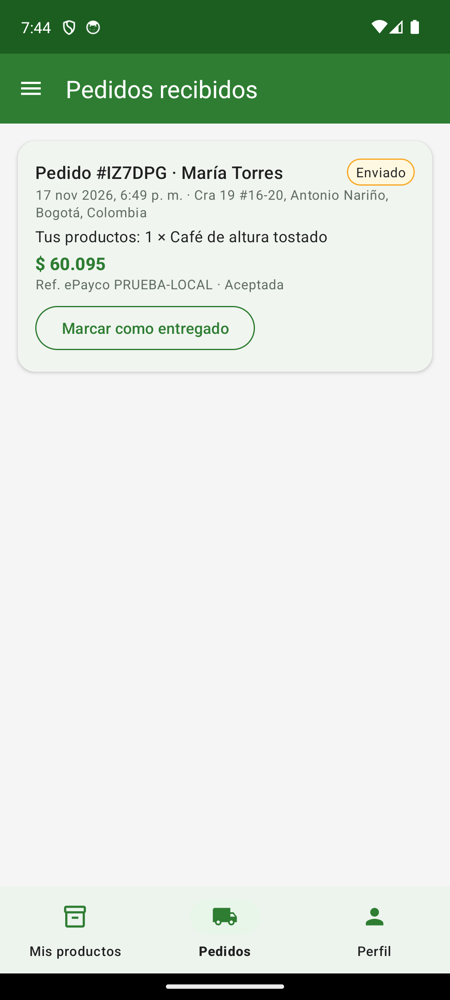 7:44
Pedidos recibidos
Pedido #IZ7DPG · María Torres
Enviado
17 nov 2026, 6:49 p. m. · Cra 19 #16-20, Antonio Nariño,
Bogotá, Colombia
Tus productos: 1 × Café de altura tostado
$ 60.095
Ref. ePayco PRUEBA-LOCAL · Aceptada
Marcar como entregado
Mis productos
Pedidos
Perfil